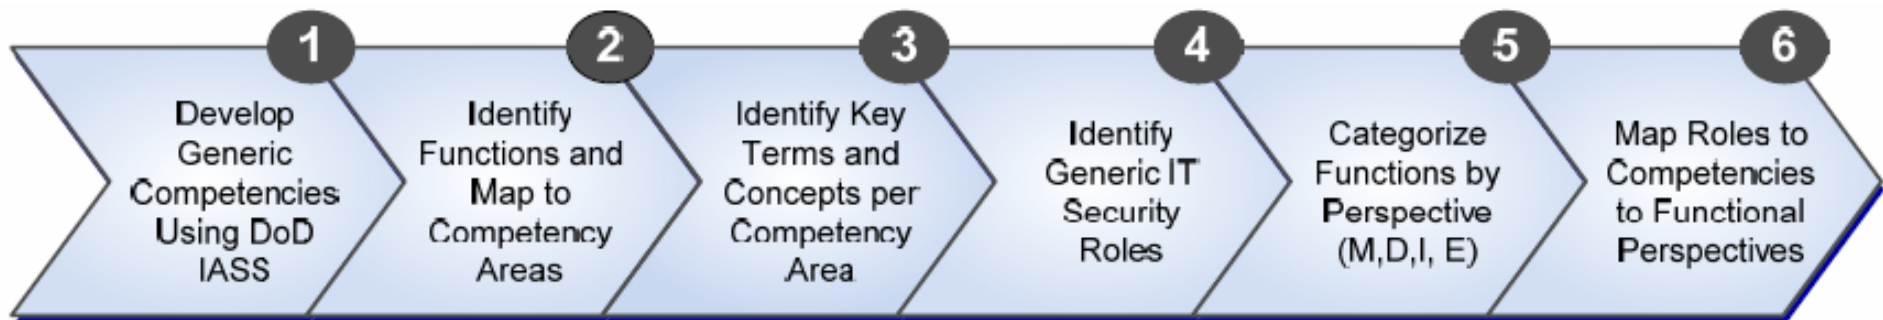 1
Develop
Generic
Competencies
Using DoD
IASS
2
Identify
Functions and
Map to
Competency
Areas
3
Identify Key
Terms and
Concepts per
Competency
Area
4
Identify
Generic IT
Security
Roles
5
Categorize
Functions by
Perspective
(M,D,I, E)
6
Map Roles to
Competencies
to Functional
Perspectives